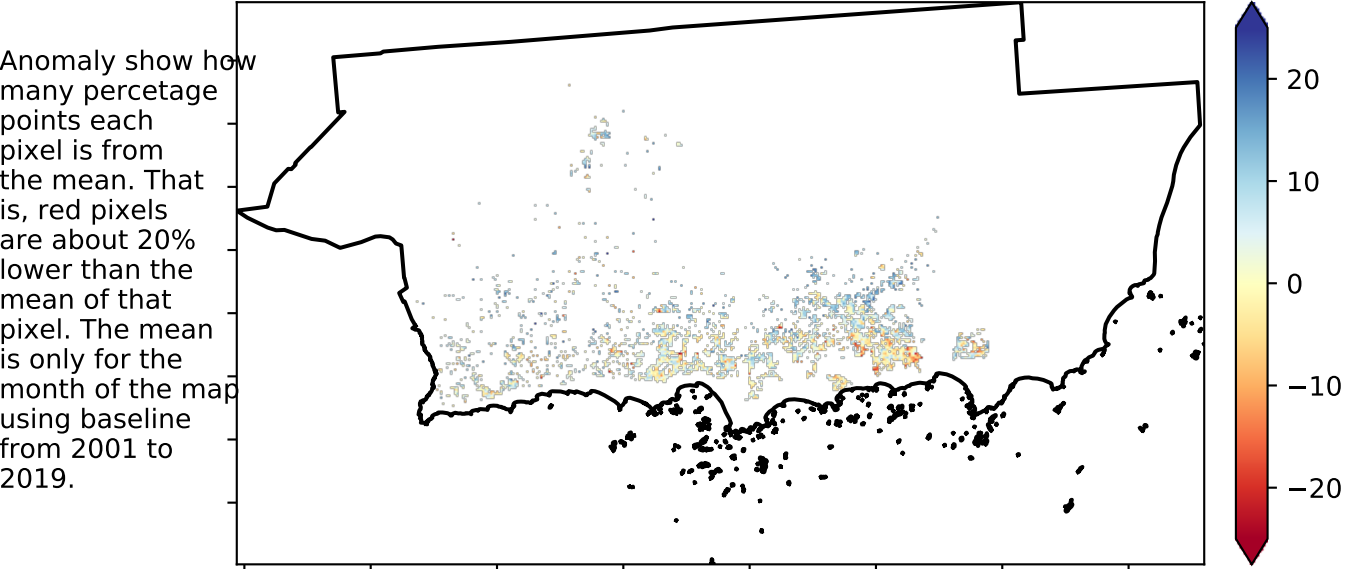 Anomaly show how
many percetage
points each
pixel is from
the mean. That
is, red pixels
are about 20%
lower than the
mean of that
pixel. The mean
is only for the
month of the map
using baseline
from 2001 to
2019.
20
10
0
−10
−20